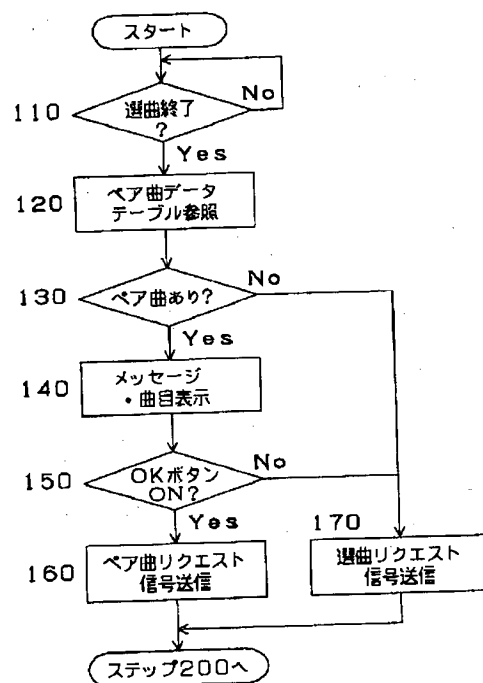 スタート
110
選曲終了
?
No
Yes
120
ペア曲データ
テーブル参照
130
ペア曲あり?
No
Yes
140
メッセージ
・曲目表示
150
OKボタン
ON?
No
Yes
160
ペア曲リクエスト
信号送信
170
選曲リクエスト
信号送信
ステップ200へ